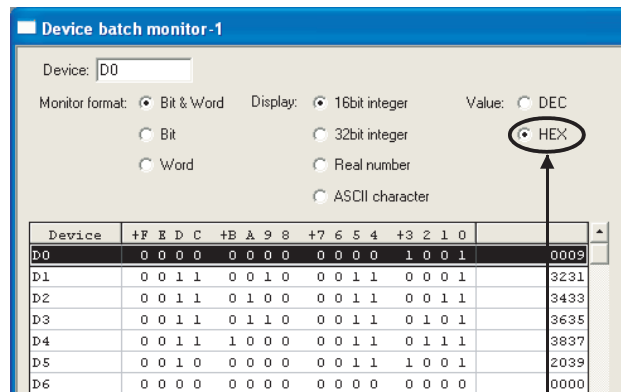 Device batch monitor-1
Device: D0
Monitor format: Bit & Word Display: 16bit integer Value: DEC
Bit 32bit integer HEX
Word Real number
ASCII character
Device +F E D C +B A 9 8 +7 6 5 4 +3 2 1 0
D0 0 0 0 0 0 0 0 0 0 0 0 0 1 0 0 1 0009
D1 0 0 1 1 0 0 1 0 0 0 1 1 0 0 0 1 3231
D2 0 0 1 1 0 1 0 0 0 0 1 1 0 0 1 1 3433
D3 0 0 1 1 0 1 1 0 0 0 1 1 0 1 0 1 3635
D4 0 0 1 1 1 0 0 0 0 0 1 1 0 1 1 1 3837
D5 0 0 1 0 0 0 0 0 0 0 1 1 1 0 0 1 2039
D6 0 0 0 0 0 0 0 0 0 0 0 0 0 0 0 0 0000